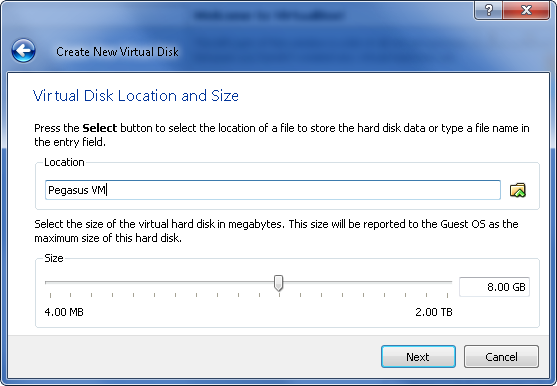 Create New Virtual Disk
Virtual Disk Location and Size
Press the Select button to select the location of a file to store the hard disk data or type a file name in
the entry field.
Location
Pegasus VM
Select the size of the virtual hard disk in megabytes. This size will be reported to the Guest OS as the
maximum size of this hard disk.
Size
8.00 GB
4.00 MB 2.00 TB
Next Cancel